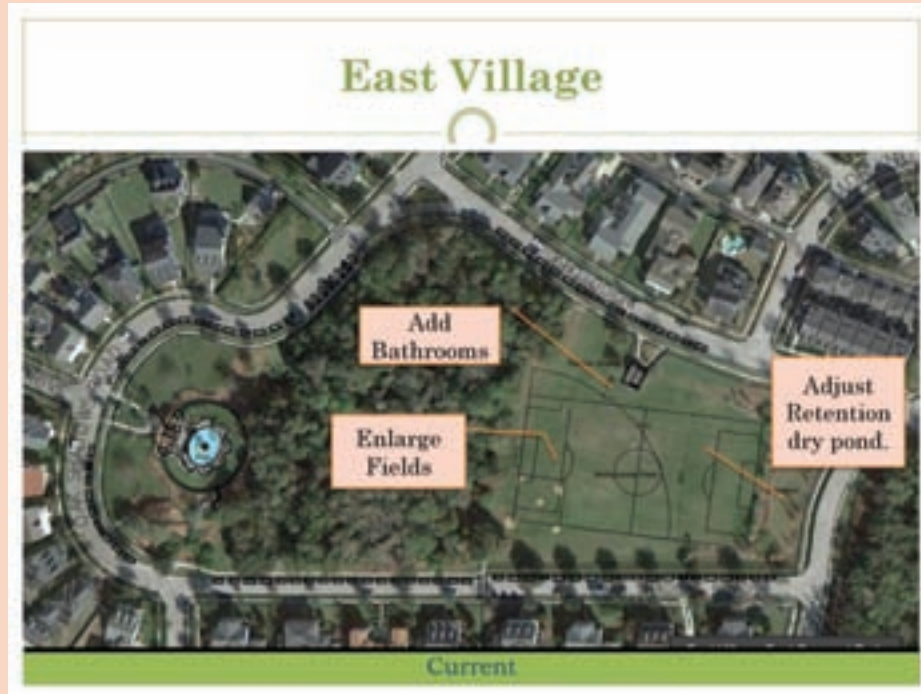 East Village
Add
Bathrooms
Enlarge
Fields
Adjust
Retention
dry pond.
Current